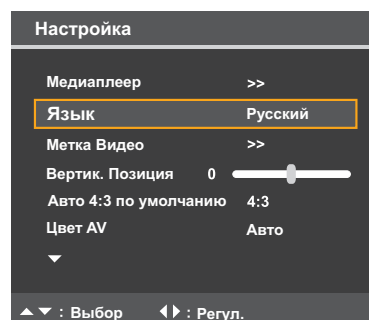 Настройка
Медиаплеер >>
Язык Русский
Метка Видео >>
Вертик. Позиция 0
Авто 4:3 по умолчанию 4:3
Цвет AV Авто
: Выбор : Регул.